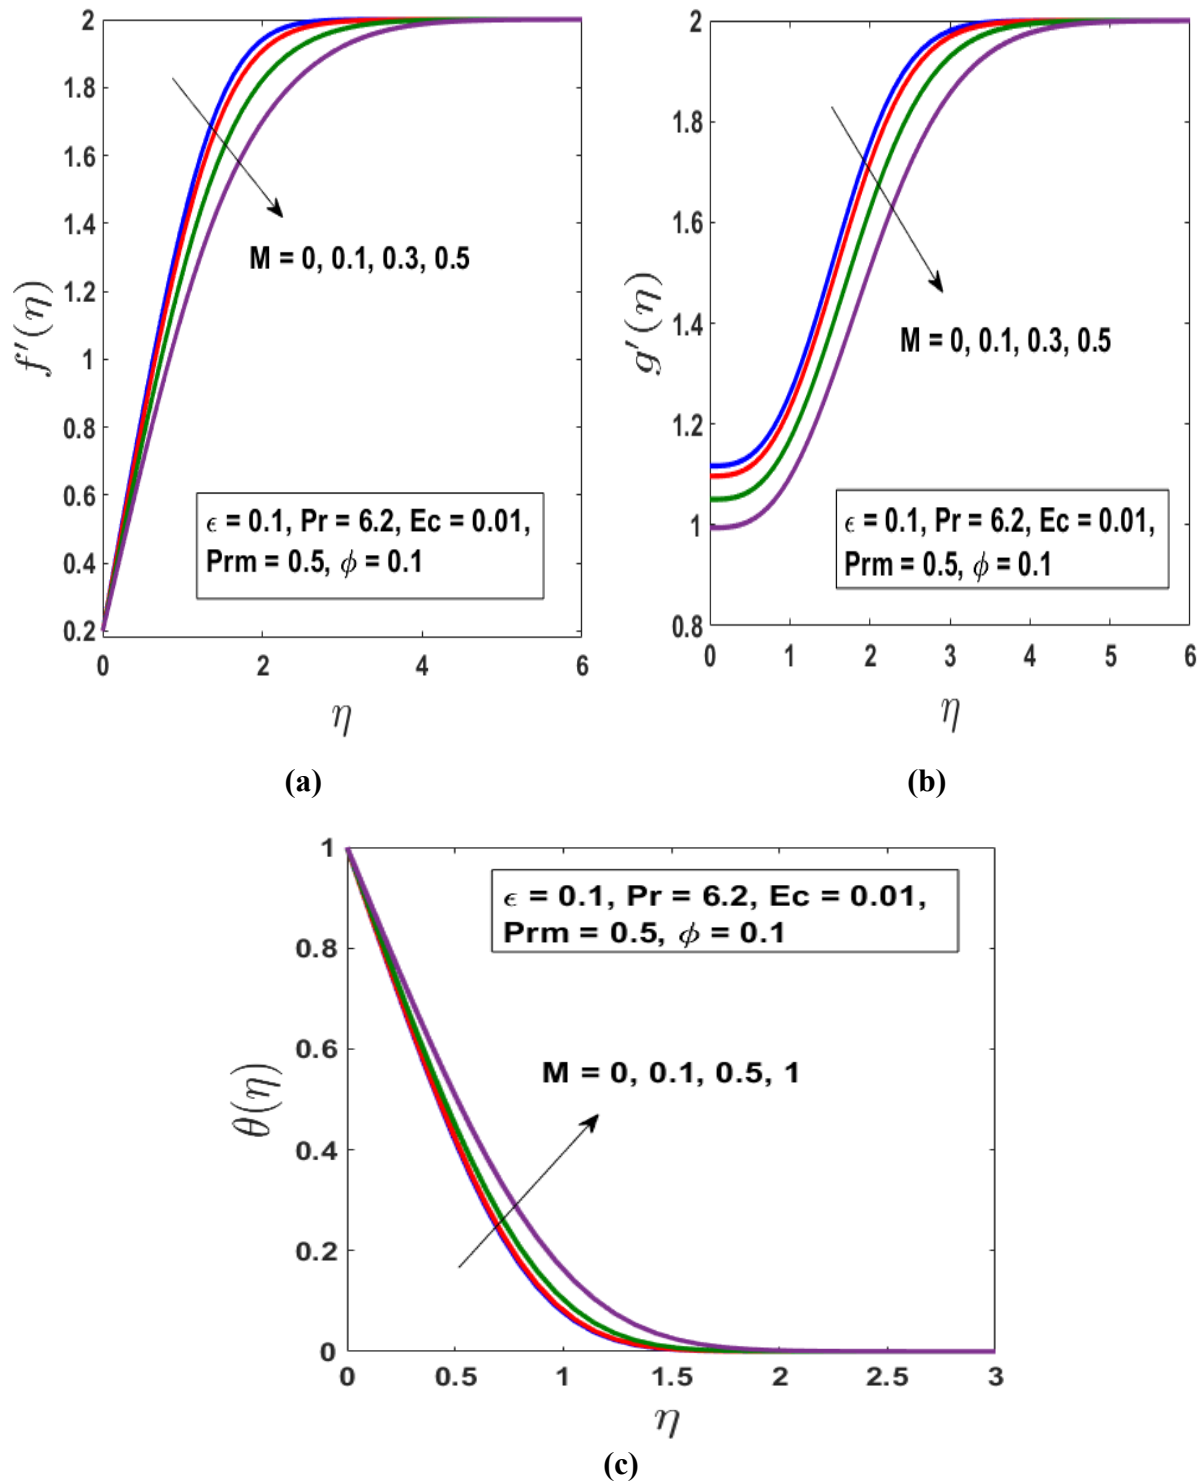 2
1.8
1.6
1.4
1.2
1
0.8
0.6
0.4
0.2
f′(η)
M = 0, 0.1, 0.3, 0.5
ϵ = 0.1, Pr = 6.2, Ec = 0.01,
Prm = 0.5, ϕ = 0.1
0 2 4 6
η
(a)
2
1.8
1.6
1.4
1.2
1
0.8
g′(η)
M = 0, 0.1, 0.3, 0.5
ϵ = 0.1, Pr = 6.2, Ec = 0.01,
Prm = 0.5, ϕ = 0.1
0 1 2 3 4 5 6
η
(b)
1
0.8
0.6
0.4
0.2
0
θ(η)
ϵ = 0.1, Pr = 6.2, Ec = 0.01,
Prm = 0.5, ϕ = 0.1
M = 0, 0.1, 0.5, 1
0 0.5 1 1.5 2 2.5 3
η
(c)